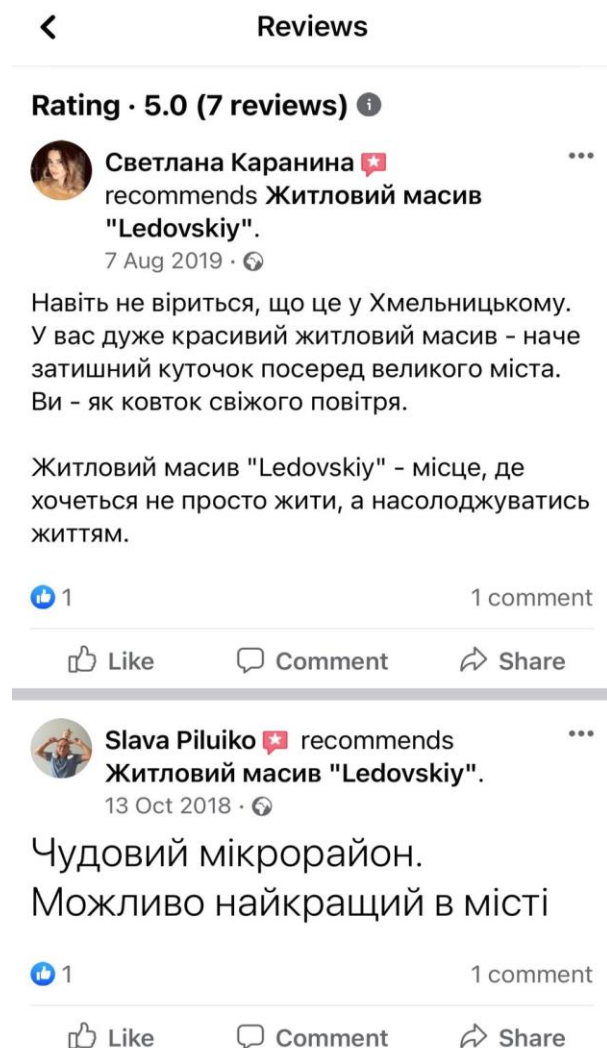 Reviews
Rating · 5.0 (7 reviews)
Светлана Каранина
recommends Житловий масив
"Ledovskiy".
7 Aug 2019 ·
Навіть не віриться, що це у Хмельницькому.
У вас дуже красивий житловий масив - наче
затишний куточок посеред великого міста.
Ви - як ковток свіжого повітря.
Житловий масив "Ledovskiy" - місце, де
хочеться не просто жити, а насолоджуватись
життям.
1 1 comment
Like Comment Share
Slava Piluiko recommends
Житловий масив "Ledovskiy".
13 Oct 2018 ·
Чудовий мікрорайон.
Можливо найкращий в місті
1 1 comment
Like Comment Share